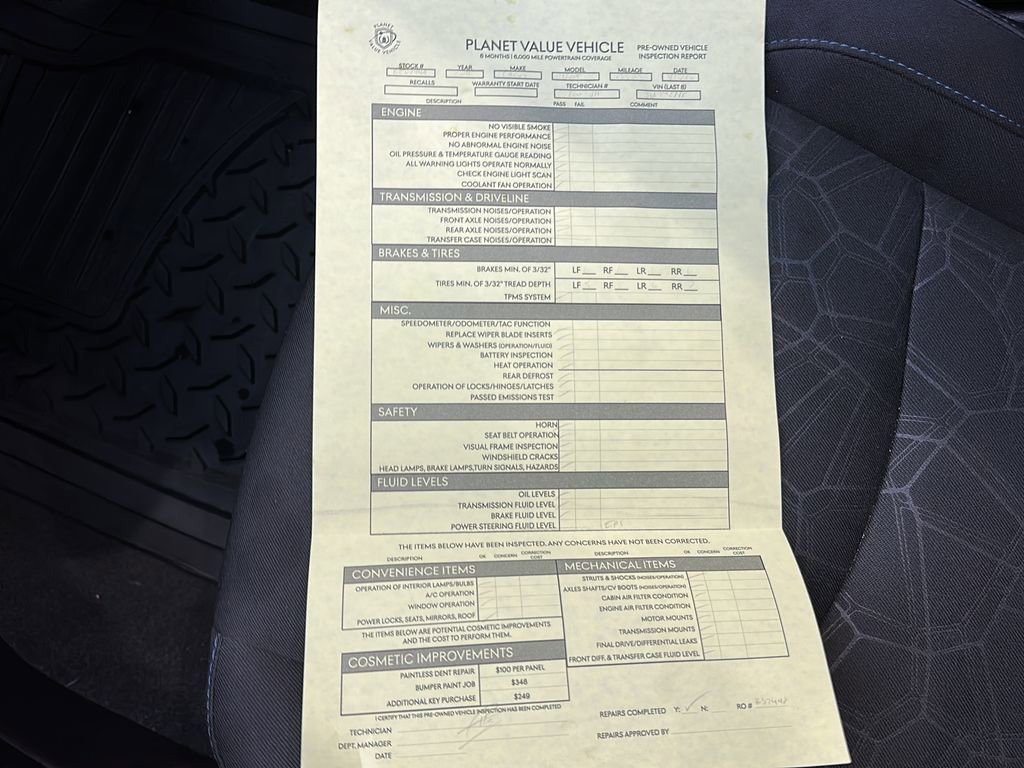 PLANET VALUE VEHICLE
PLANET VALUE VEHICLE
6 MONTHS | 6,000 MILE POWERTRAIN COVERAGE
PRE-OWNED VEHICLE
INSPECTION REPORT
STOCK # YEAR MAKE MODEL MILEAGE DATE
RECALLS WARRANTY START DATE TECHNICIAN # VIN (LAST 8)
DESCRIPTION PASS FAIL COMMENT
ENGINE
NO VISIBLE SMOKE
PROPER ENGINE PERFORMANCE
NO ABNORMAL ENGINE NOISE
OIL PRESSURE & TEMPERATURE GAUGE READING
ALL WARNING LIGHTS OPERATE NORMALLY
CHECK ENGINE LIGHT SCAN
COOLANT FAN OPERATION
TRANSMISSION & DRIVELINE
TRANSMISSION NOISES/OPERATION
FRONT AXLE NOISES/OPERATION
REAR AXLE NOISES/OPERATION
TRANSFER CASE NOISES/OPERATION
BRAKES & TIRES
BRAKES MIN. OF 3/32" LF RF LR RR
TIRES MIN. OF 3/32" TREAD DEPTH LF RF LR RR
TPMS SYSTEM
MISC.
SPEEDOMETER/ODOMETER/TAC FUNCTION
REPLACE WIPER BLADE INSERTS
WIPERS & WASHERS (OPERATION/FLUID)
BATTERY INSPECTION
HEAT OPERATION
REAR DEFROST
OPERATION OF LOCKS/HINGES/LATCHES
PASSED EMISSIONS TEST
SAFETY
HORN
SEAT BELT OPERATION
VISUAL FRAME INSPECTION
WINDSHIELD CRACKS
HEAD LAMPS, BRAKE LAMPS,TURN SIGNALS, HAZARDS
FLUID LEVELS
OIL LEVELS
TRANSMISSION FLUID LEVEL
BRAKE FLUID LEVEL
POWER STEERING FLUID LEVEL
THE ITEMS BELOW HAVE BEEN INSPECTED. ANY CONCERNS HAVE NOT BEEN CORRECTED.
DESCRIPTION OK CONCERN CORRECTION COST
CONVENIENCE ITEMS
OPERATION OF INTERIOR LAMPS/BULBS
A/C OPERATION
WINDOW OPERATION
POWER LOCKS, SEATS, MIRRORS, ROOF
THE ITEMS BELOW ARE POTENTIAL COSMETIC IMPROVEMENTS
AND THE COST TO PERFORM THEM.
COSMETIC IMPROVEMENTS
PAINTLESS DENT REPAIR $100 PER PANEL
BUMPER PAINT JOB $348
ADDITIONAL KEY PURCHASE $249
I CERTIFY THAT THIS PRE-OWNED VEHICLE INSPECTION HAS BEEN COMPLETED
TECHNICIAN
DEPT. MANAGER
DATE
DESCRIPTION OK CONCERN CORRECTION COST
MECHANICAL ITEMS
STRUTS & SHOCKS (NOISES/OPERATION)
AXLES SHAFTS/CV BOOTS (NOISES/OPERATION)
CABIN AIR FILTER CONDITION
ENGINE AIR FILTER CONDITION
MOTOR MOUNTS
TRANSMISSION MOUNTS
FINAL DRIVE/DIFFERENTIAL LEAKS
FRONT DIFF. & TRANSFER CASE FLUID LEVEL
REPAIRS COMPLETED Y: N: RO #
REPAIRS APPROVED BY